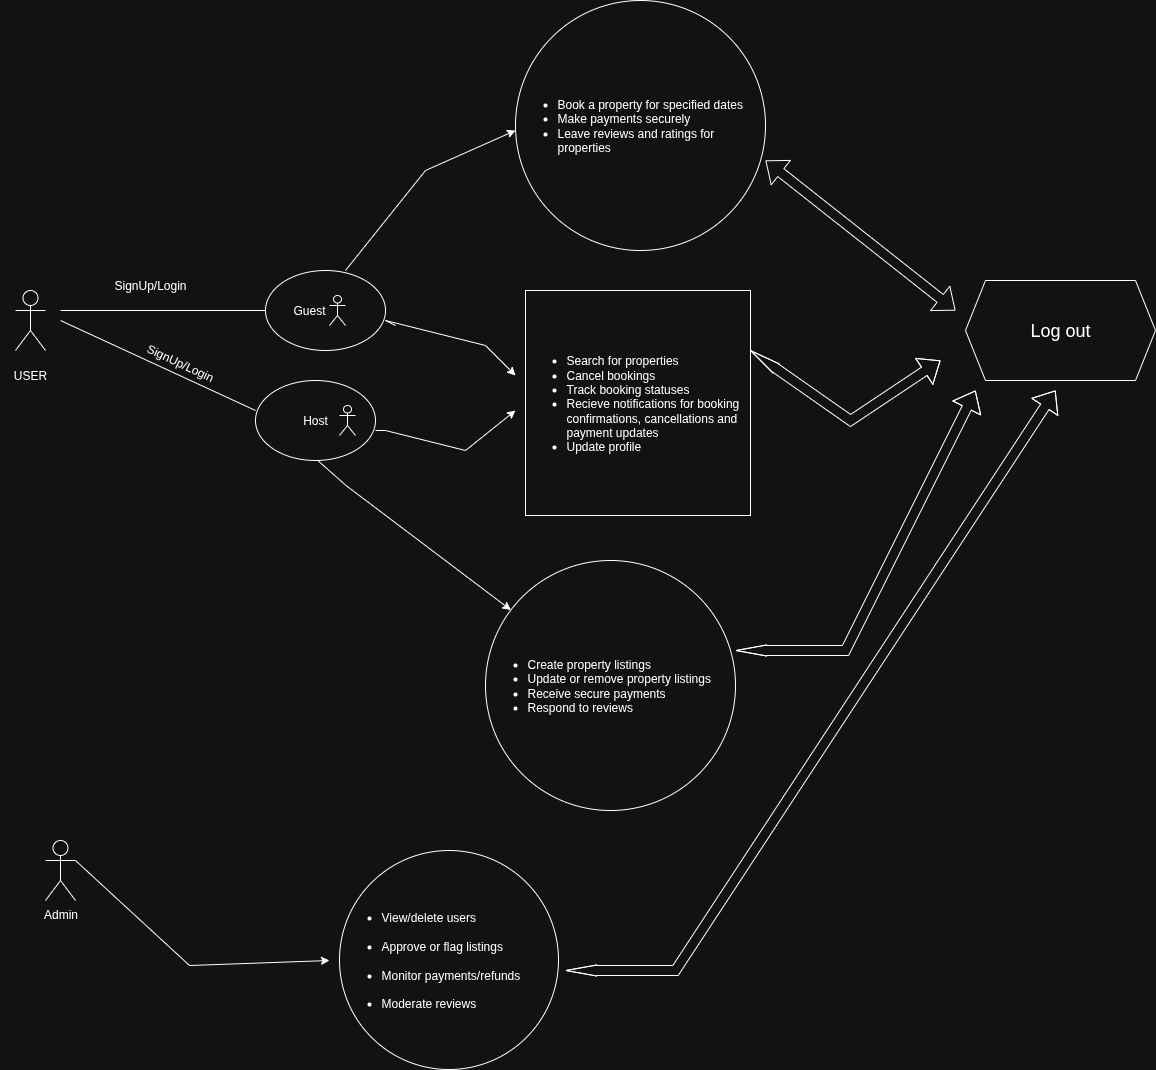 Book a property for specified dates
Make payments securely
Leave reviews and ratings for
properties
SignUp/Login
Guest
USER
SignUp/Login
Host
Search for properties
Cancel bookings
Track booking statuses
Recieve notifications for booking
confirmations, cancellations and
payment updates
Update profile
Log out
Create property listings
Update or remove property listings
Receive secure payments
Respond to reviews
Admin
View/delete users
Approve or flag listings
Monitor payments/refunds
Moderate reviews